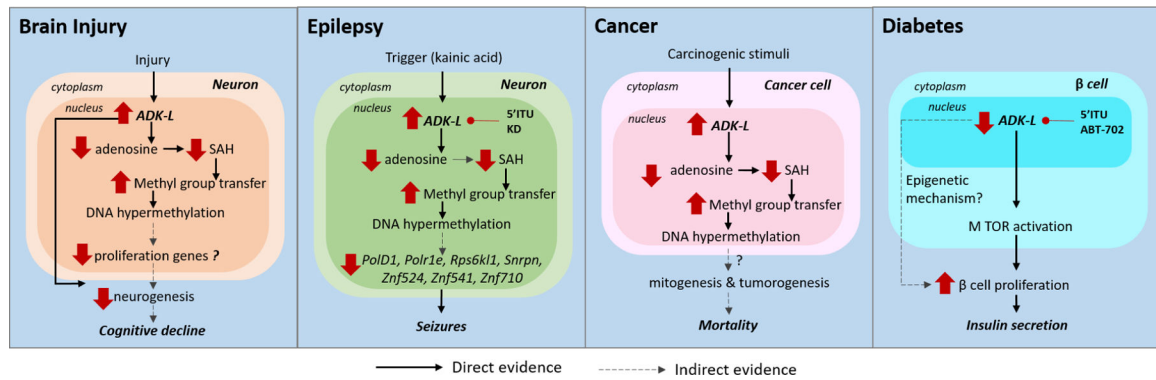 Brain Injury
Injury
cytoplasm
Neuron
nucleus
ADK-L
adenosine
SAH
Methyl group transfer
DNA hypermethylation
proliferation genes ?
neurogenesis
Cognitive decline
Epilepsy
Trigger (kainic acid)
cytoplasm
Neuron
nucleus
ADK-L
5'ITU
KD
adenosine
SAH
Methyl group transfer
DNA hypermethylation
PolD1, Polr1e, Rps6kl1, Snrpn,
Znf524, Znf541, Znf710
Seizures
Cancer
Carcinogenic stimuli
cytoplasm
Cancer cell
nucleus
ADK-L
adenosine
SAH
Methyl group transfer
DNA hypermethylation
?
mitogenesis & tumorogenesis
Mortality
Diabetes
cytoplasm
β cell
nucleus
ADK-L
5'ITU
ABT-702
Epigenetic
mechanism?
M TOR activation
β cell proliferation
Insulin secretion
Direct evidence
Indirect evidence